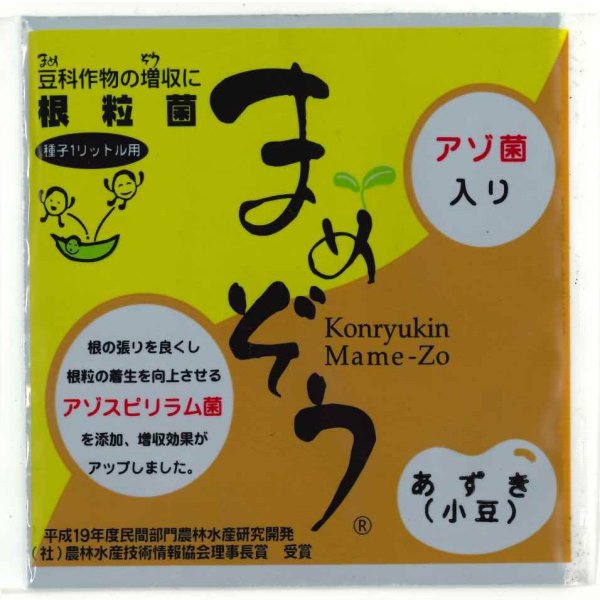 まめ ぞう
豆科作物の増収に
根粒菌
種子1リットル用
アゾ菌
入り
まめぞう
Konryukin
Mame-Zo
®
根の張りを良くし
根粒の着生を向上させる
アゾスピリラム菌
を添加、増収効果が
アップしました。
あずき
(小豆)
平成19年度民間部門農林水産研究開発
(社)農林水産技術情報協会理事長賞 受賞